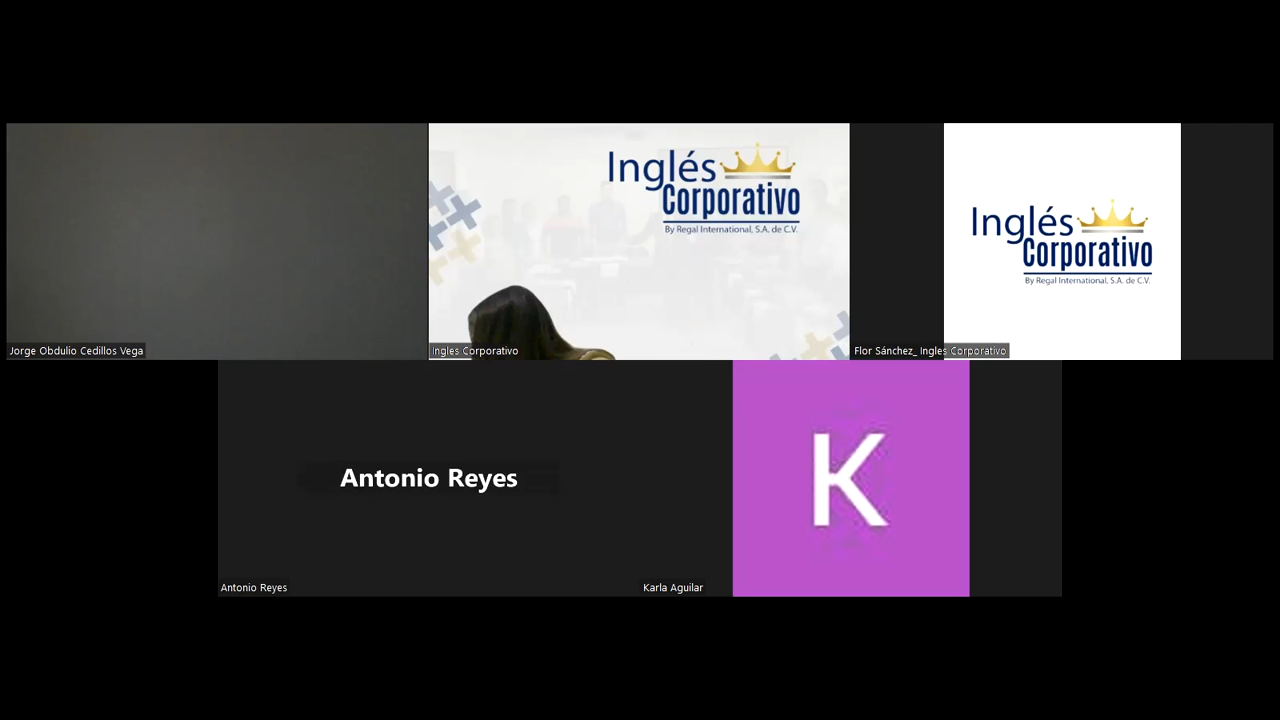 Inglés
Corporativo
By Regal International, S.A. de C.V.
Inglés
Corporativo
By Regal International, S.A. de C.V.
Jorge Obdulio Cedillos Vega
Ingles Corporativo
Flor Sánchez_ Ingles Corporativo
Antonio Reyes
K
Antonio Reyes
Karla Aguilar